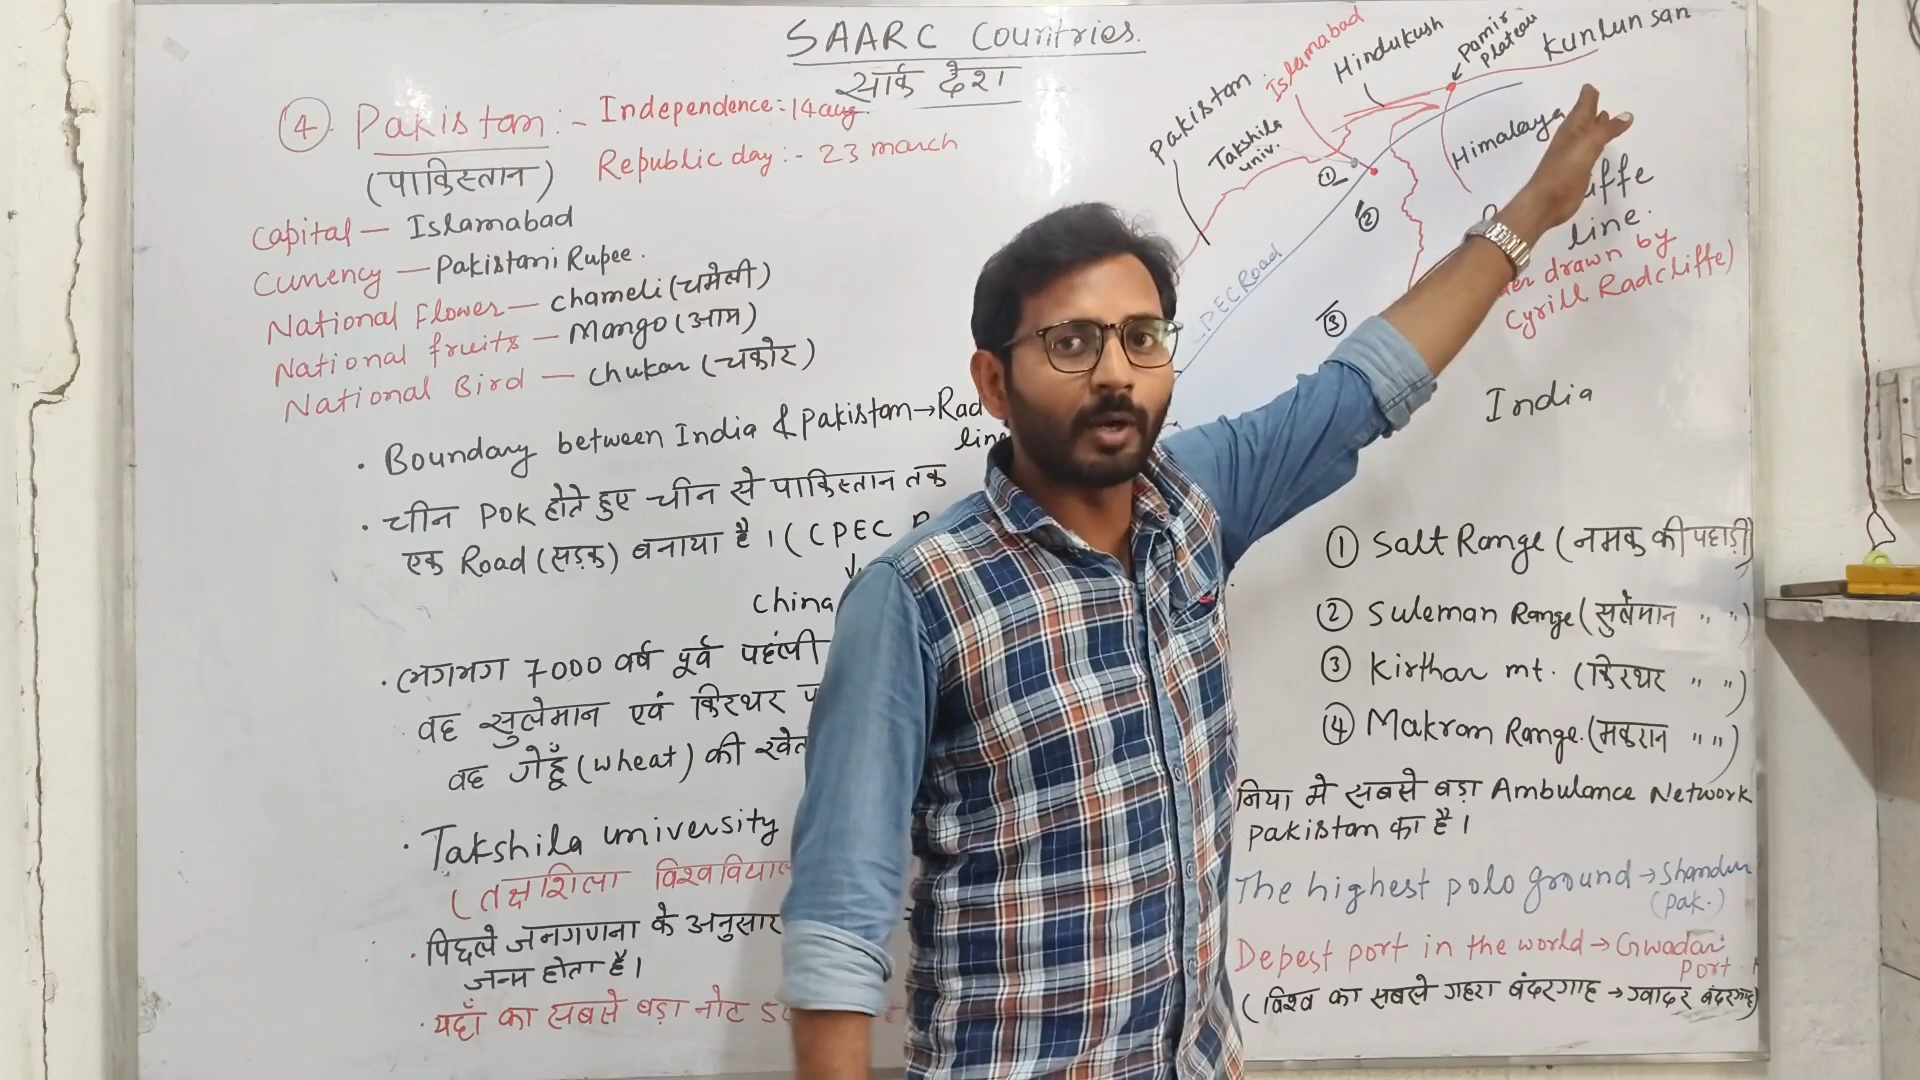 SAARC Countries.
सार्क देश
④ Pakistan :-
Independence:- 14 aug.
Republic day :- 23 march
(पाकिस्तान)
Capital — Islamabad
Currency — Pakistani Rupee.
National Flower — Chameli (चमेली)
National fruits — Mango (आम)
National Bird — Chukar (चकोर)
• Boundary between India & Pakistan → Rad
line
• चीन POK होते हुए चीन से पाकिस्तान तक
एक Road (सड़क) बनाया है। (CPEC
↓
China
• लगभग 7000 वर्ष पूर्व पहली
वह सुलेमान एवं किरथर
वह गेहूँ (wheat) की
• Takshila university
(तक्षशिला
• पिछले जनगणना के अनुसार
जन्म होता है।
• यहाँ का सबसे बड़ा नोट
Pakistan
Takshila
univ.
Islamabad
Hindukush
Pamir
plateau
Kunlun san
Himalaya
CPEC Road
①
②
③
iffe
line.
drawn by
Cyrill Radcliffe)
India
① Salt Range (नमक की पहाड़ी)
② Suleman Range (सुलेमान " ")
③ Kirthar mt. (किरथर " ")
④ Makran Range. (मकरान " ")
निया मे सबसे बड़ा Ambulance Network
Pakistan का है।
The highest polo ground → Shandur
(Pak.)
Depest port in the world → Gwadar
Port
(विश्व का सबसे गहरा बंदरगाह → ग्वादर बंदरगाह)